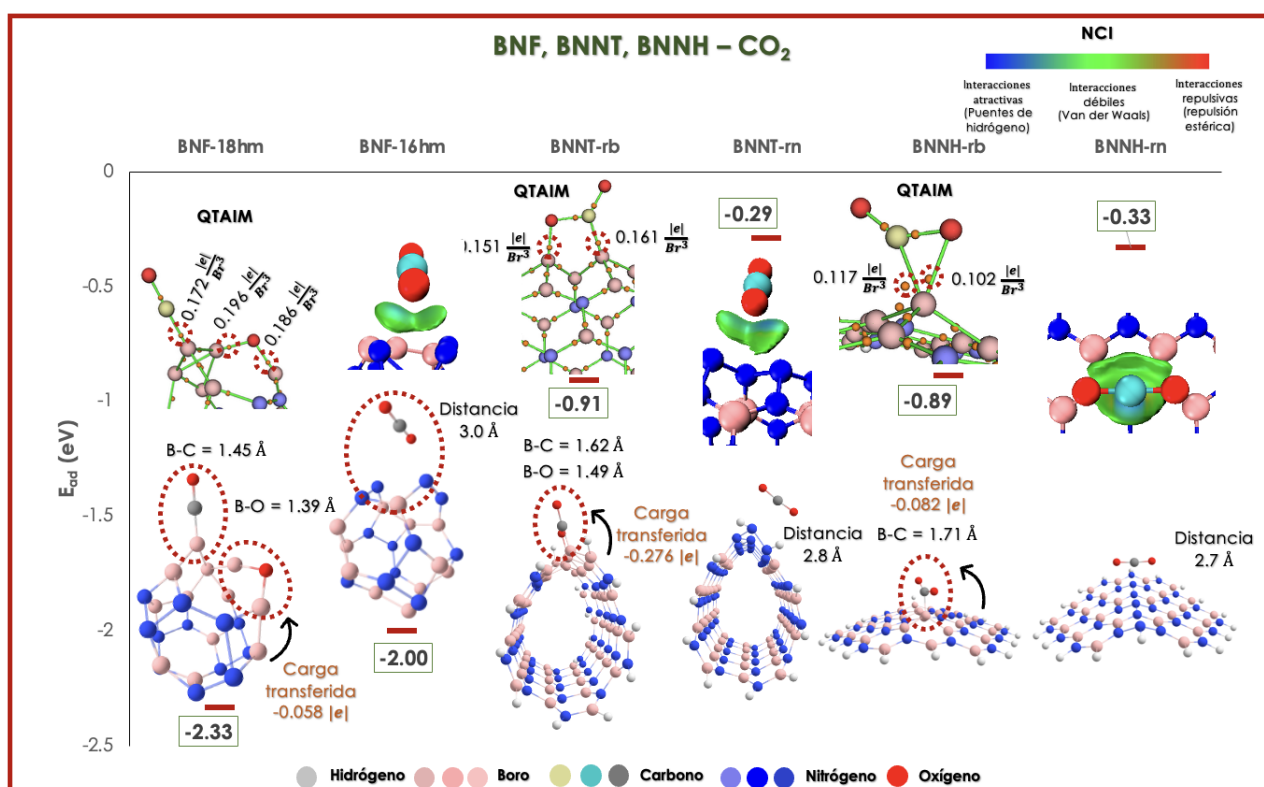 BNF, BNNT, BNNH – CO₂
NCI
Interacciones
atractivas
(Puentes de
hidrógeno)
Interacciones
débiles
(Van der Waals)
Interacciones
repulsivas
(repulsión
estérica)
BNF-18hm
BNF-16hm
BNNT-rb
BNNT-rn
BNNH-rb
BNNH-rn
E_ad (eV)
0
-0.5
-1
-1.5
-2
-2.5
QTAIM
0.172 |e|/Br³
0.196 |e|/Br³
0.186 |e|/Br³
B-C = 1.45 Å
B-O = 1.39 Å
Carga
transferida
-0.058 |e|
-2.33
Distancia
3.0 Å
-2.00
QTAIM
0.151 |e|/Br³
0.161 |e|/Br³
-0.91
B-C = 1.62 Å
B-O = 1.49 Å
Carga
transferida
-0.276 |e|
-0.29
Distancia
2.8 Å
QTAIM
0.117 |e|/Br³
0.102 |e|/Br³
-0.89
Carga
transferida
-0.082 |e|
B-C = 1.71 Å
-0.33
Distancia
2.7 Å
Hidrógeno Boro Carbono Nitrógeno Oxígeno